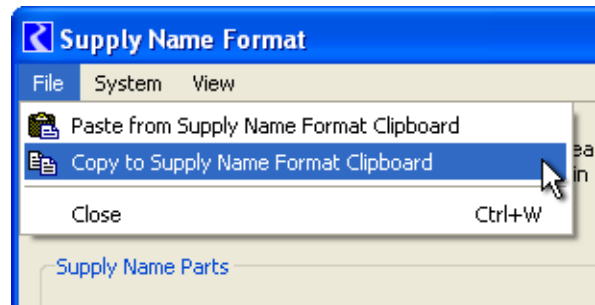 Supply Name Format
File System View
Paste from Supply Name Format Clipboard
Copy to Supply Name Format Clipboard
in
Close Ctrl+W
Supply Name Parts